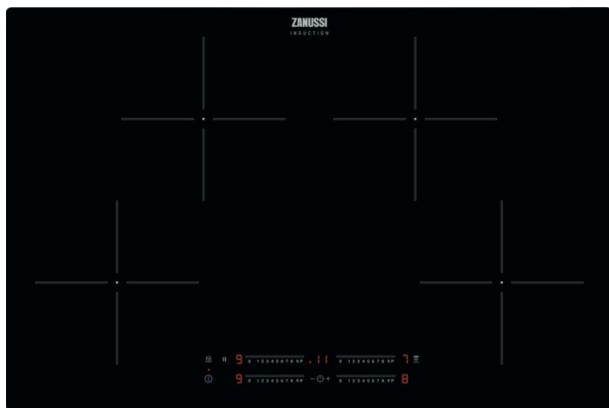 ZANUSSI
INDUCTION
9 0 1 2 3 4 5 6 7 8 9 P .11 0 1 2 3 4 5 6 7 8 9 P 7
9 0 1 2 3 4 5 6 7 8 9 P - + 0 1 2 3 4 5 6 7 8 9 P 8